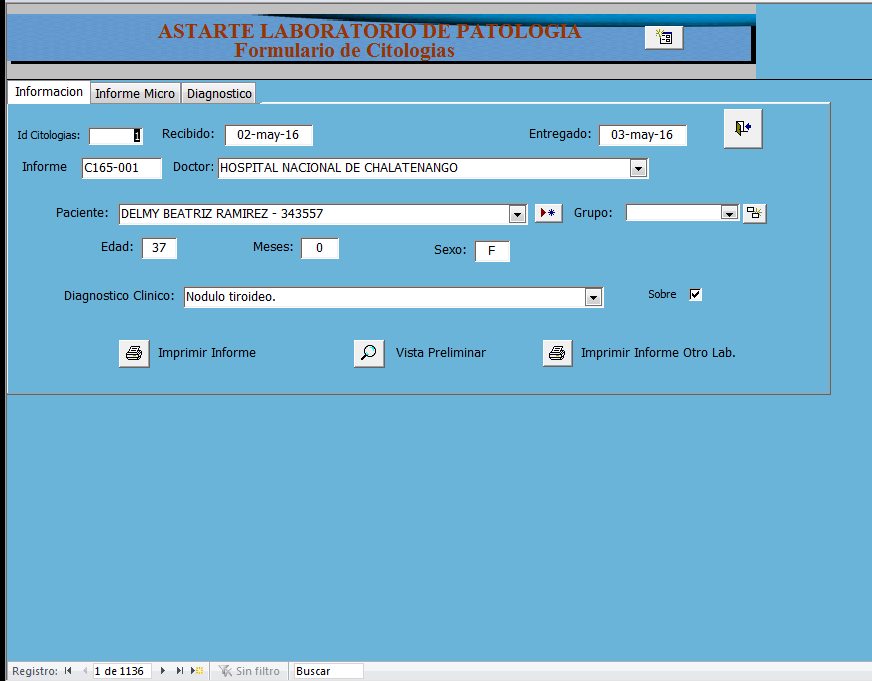 ASTARTE LABORATORIO DE PATOLOGIA
Formulario de Citologias
Informacion Informe Micro Diagnostico
Id Citologias: 1 Recibido: 02-may-16 Entregado: 03-may-16
Informe C165-001 Doctor: HOSPITAL NACIONAL DE CHALATENANGO
Paciente: DELMY BEATRIZ RAMIREZ - 343557 Grupo:
Edad: 37 Meses: 0 Sexo: F
Diagnostico Clinico: Nodulo tiroideo. Sobre
Imprimir Informe Vista Preliminar Imprimir Informe Otro Lab.
Registro: 1 de 1136 Sin filtro Buscar